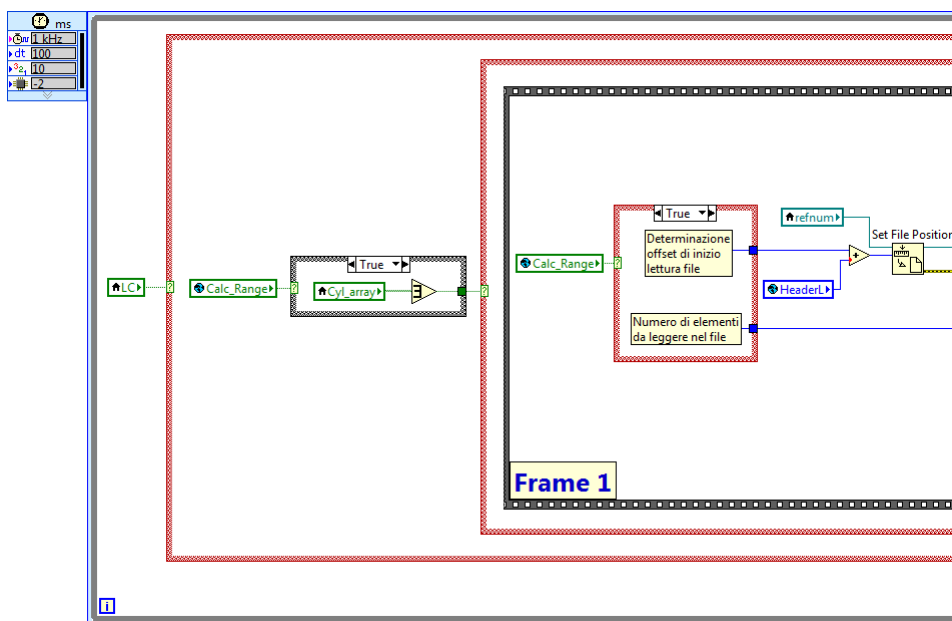 ms
1 kHz
dt 100
10
-2
True
refnum
Determinazione
offset di inizio
lettura file
Set File Position
True
Calc_Range
LC
Calc_Range
Cyl_array
HeaderL
Numero di elementi
da leggere nel file
Frame 1
i